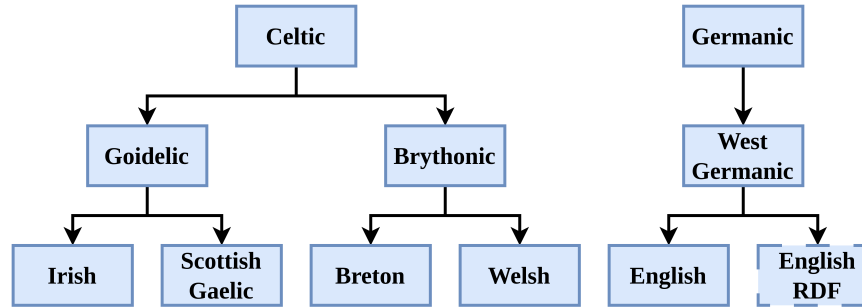 Celtic
Germanic
Goidelic
Brythonic
West
Germanic
Irish
Scottish
Gaelic
Breton
Welsh
English
English
RDF